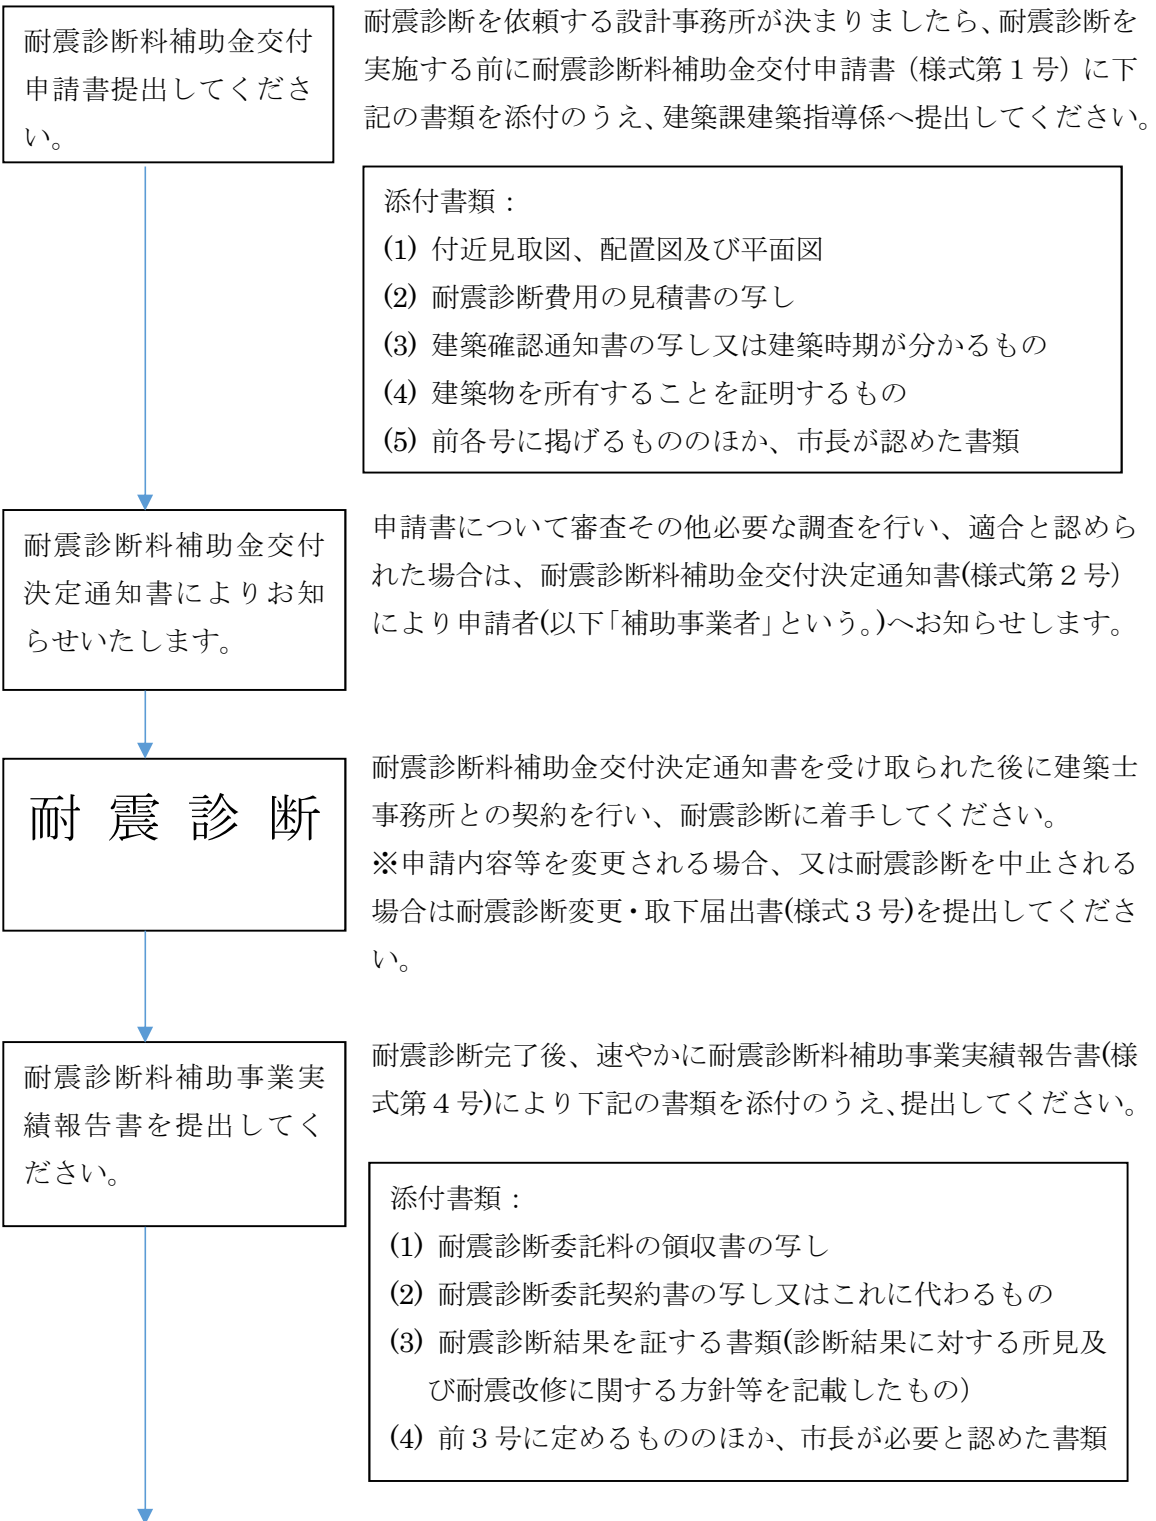 耐震診断料補助金交付
申請書提出してくださ
い。
耐震診断を依頼する設計事務所が決まりましたら、耐震診断を
実施する前に耐震診断料補助金交付申請書（様式第１号）に下
記の書類を添付のうえ、建築課建築指導係へ提出してください。
添付書類：
(1) 付近見取図、配置図及び平面図
(2) 耐震診断費用の見積書の写し
(3) 建築確認通知書の写し又は建築時期が分かるもの
(4) 建築物を所有することを証明するもの
(5) 前各号に掲げるもののほか、市長が認めた書類
耐震診断料補助金交付
決定通知書によりお知
らせいたします。
申請書について審査その他必要な調査を行い、適合と認めら
れた場合は、耐震診断料補助金交付決定通知書(様式第２号）
により申請者(以下「補助事業者」という。)へお知らせします。
耐 震 診 断
耐震診断料補助金交付決定通知書を受け取られた後に建築士
事務所との契約を行い、耐震診断に着手してください。
※申請内容等を変更される場合、又は耐震診断を中止される
場合は耐震診断変更・取下届出書(様式３号)を提出してくださ
い。
耐震診断料補助事業実
績報告書を提出してく
ださい。
耐震診断完了後、速やかに耐震診断料補助事業実績報告書(様
式第４号)により下記の書類を添付のうえ、提出してください。
添付書類：
(1) 耐震診断委託料の領収書の写し
(2) 耐震診断委託契約書の写し又はこれに代わるもの
(3) 耐震診断結果を証する書類(診断結果に対する所見及
び耐震改修に関する方針等を記載したもの）
(4) 前３号に定めるもののほか、市長が必要と認めた書類